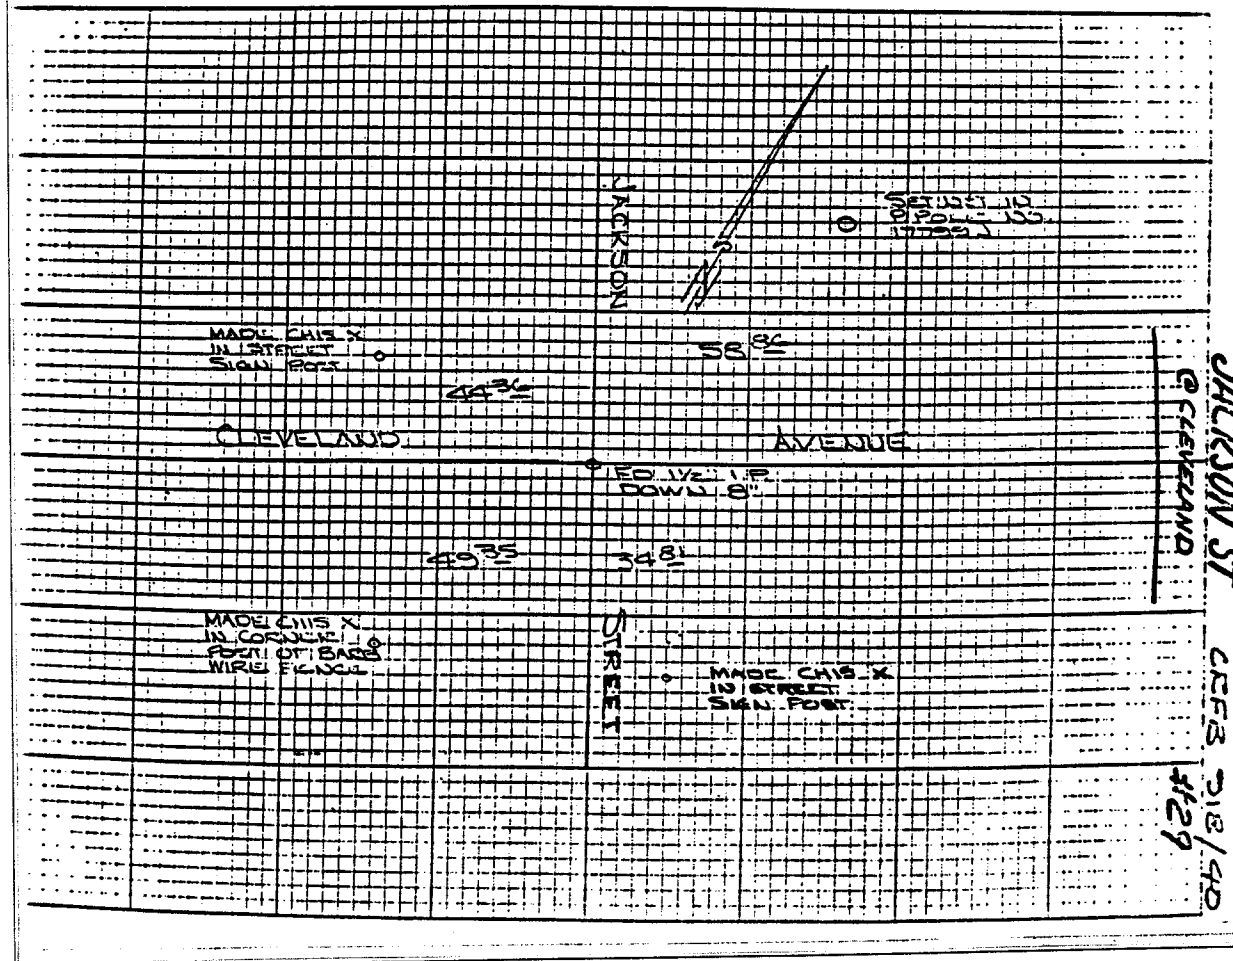 JACKSON
MADE CHIS X
IN STREET
SIGN POST
58 86
44 36
CLEVELAND AVENUE
FD 1½" I.P.
DOWN 8"
49 35
34 81
MADE CHIS X
IN CORNER
POST OF BARB
WIRE FENCE
STREET
MADE CHIS X
IN STREET
SIGN POST
JACKSON ST
@ CLEVELAND
CRFB 718/40
#29